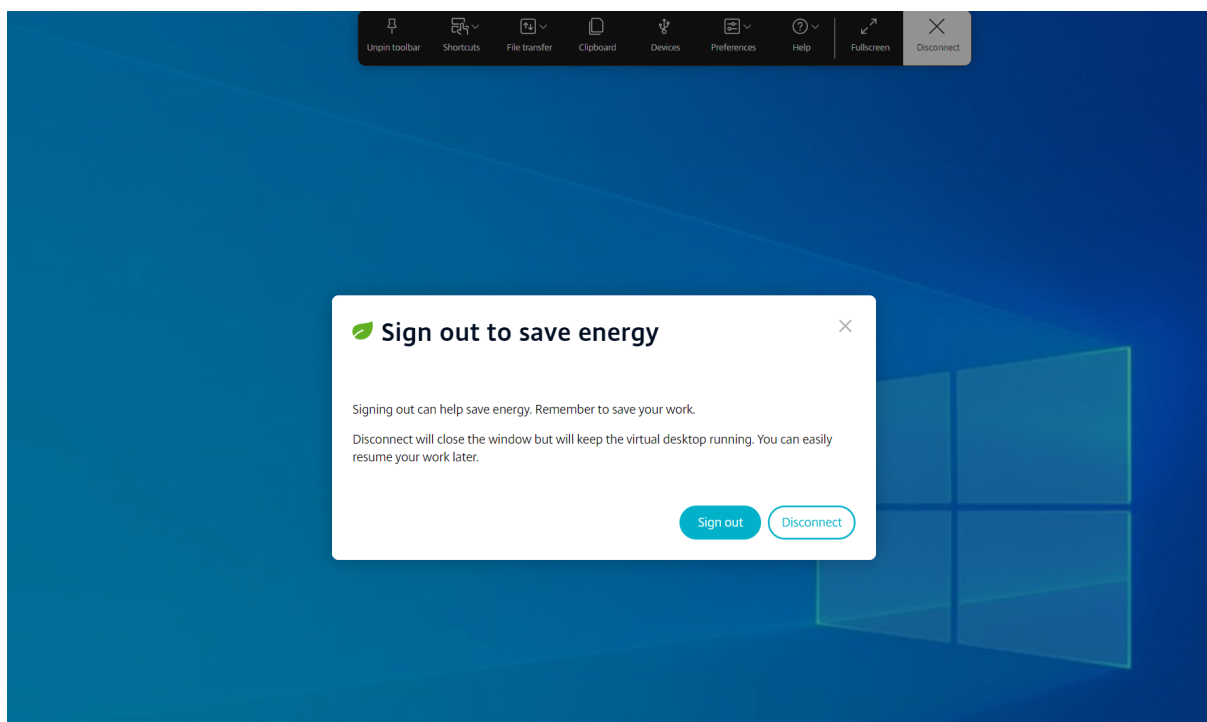 Unpin toolbar Shortcuts File transfer Clipboard Devices Preferences Help Fullscreen Disconnect
Sign out to save energy
Signing out can help save energy. Remember to save your work.
Disconnect will close the window but will keep the virtual desktop running. You can easily
resume your work later.
Sign out Disconnect